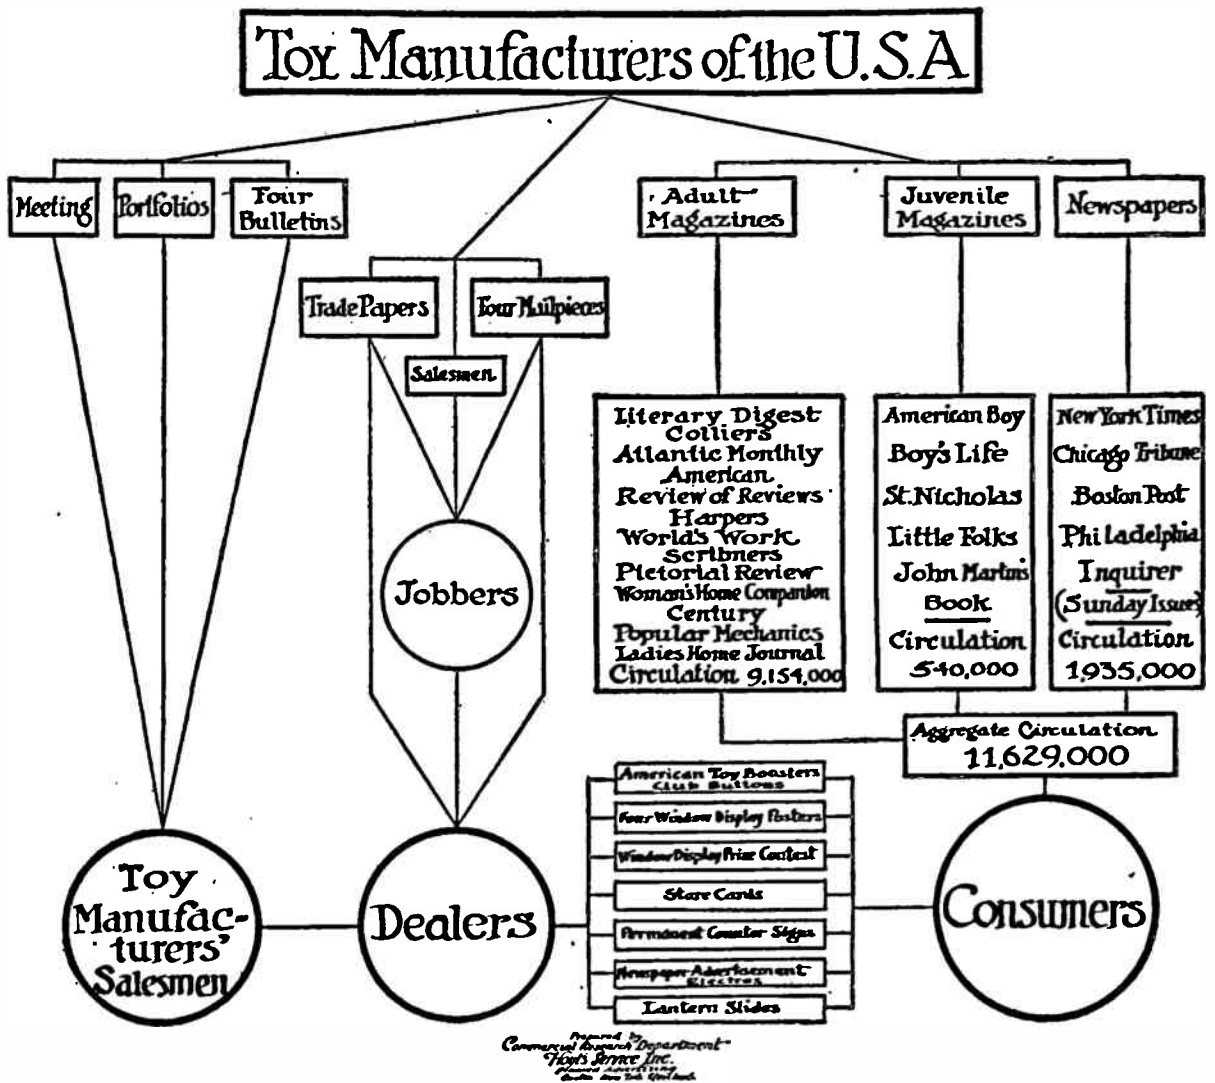 Toy Manufacturers of the U.S.A
Meeting
Portfolios
Four
Bulletins
Adult
Magazines
Juvenile
Magazines
Newspapers
Trade Papers
Four Mailpieces
Salesmen
Literary Digest
Colliers
Atlantic Monthly
American
Review of Reviews
Harpers
World's Work
Scribners
Pictorial Review
Woman's Home Companion
Century
Popular Mechanics
Ladies Home Journal
Circulation 9,154,000
American Boy
Boy's Life
St. Nicholas
Little Folks
John Martin's
Book
Circulation
540,000
New York Times
Chicago Tribune
Boston Post
Philadelphia
Inquirer
(Sunday Issues)
Circulation
1,935,000
Jobbers
Aggregate Circulation
11,629,000
American Toy Boosters
Club Buttons
Four Window Display Posters
Window Display Prize Contest
Store Cards
Permanent Counter Signs
Newspaper Advertisement
Electros
Lantern Slides
Toy
Manufac-
turers'
Salesmen
Dealers
Consumers
Prepared by
Commercial Research Department
Hoyt's Service Inc.
Planned Advertising